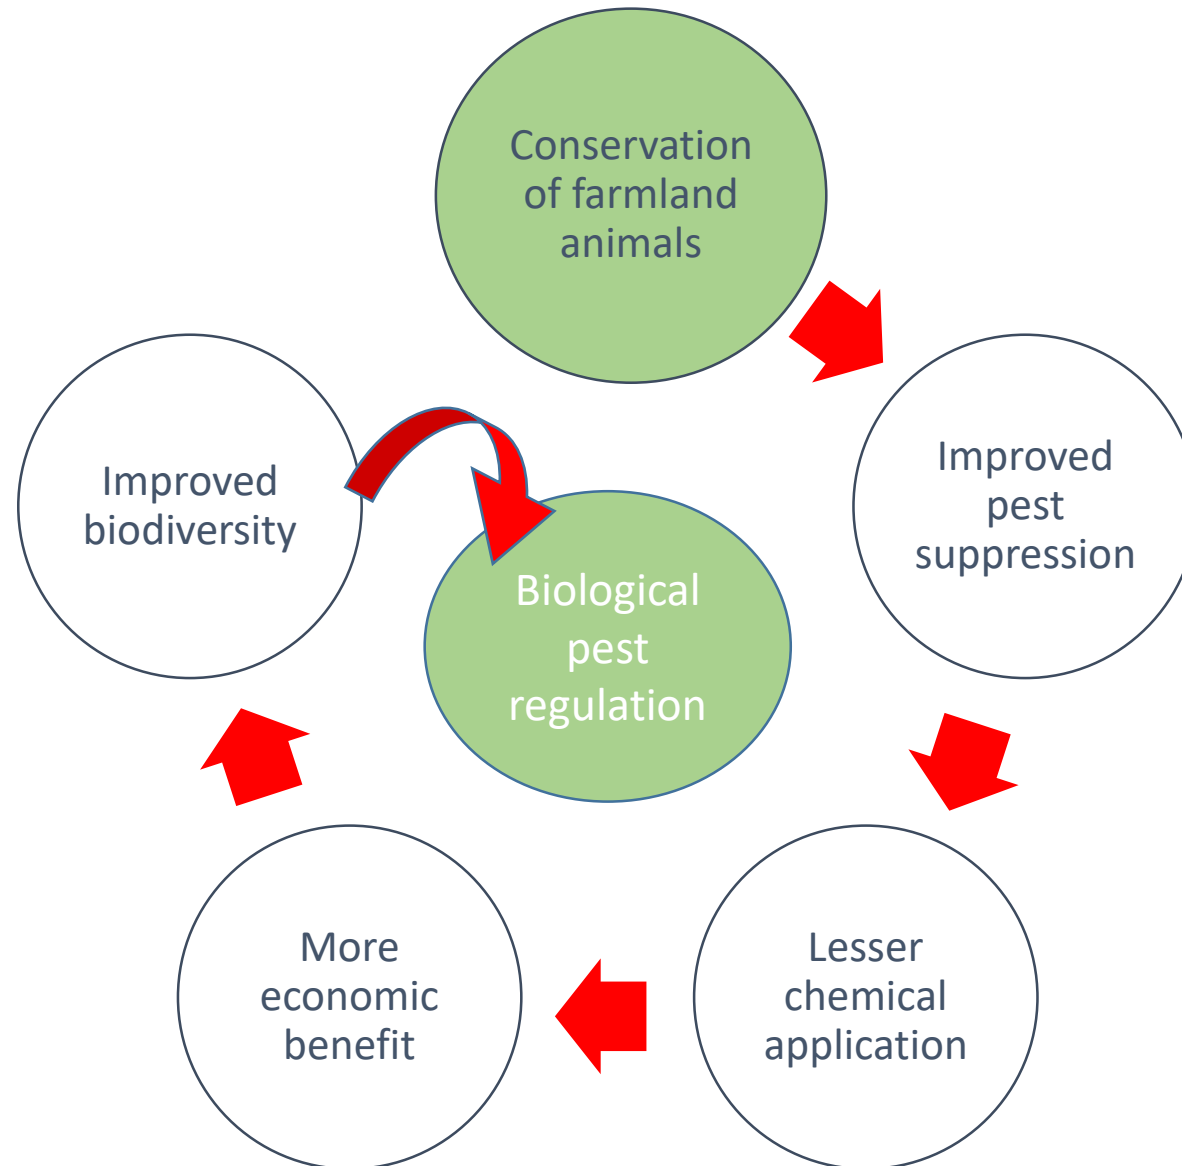 Conservation
of farmland
animals
Improved
pest
suppression
Lesser
chemical
application
More
economic
benefit
Improved
biodiversity
Biological
pest
regulation